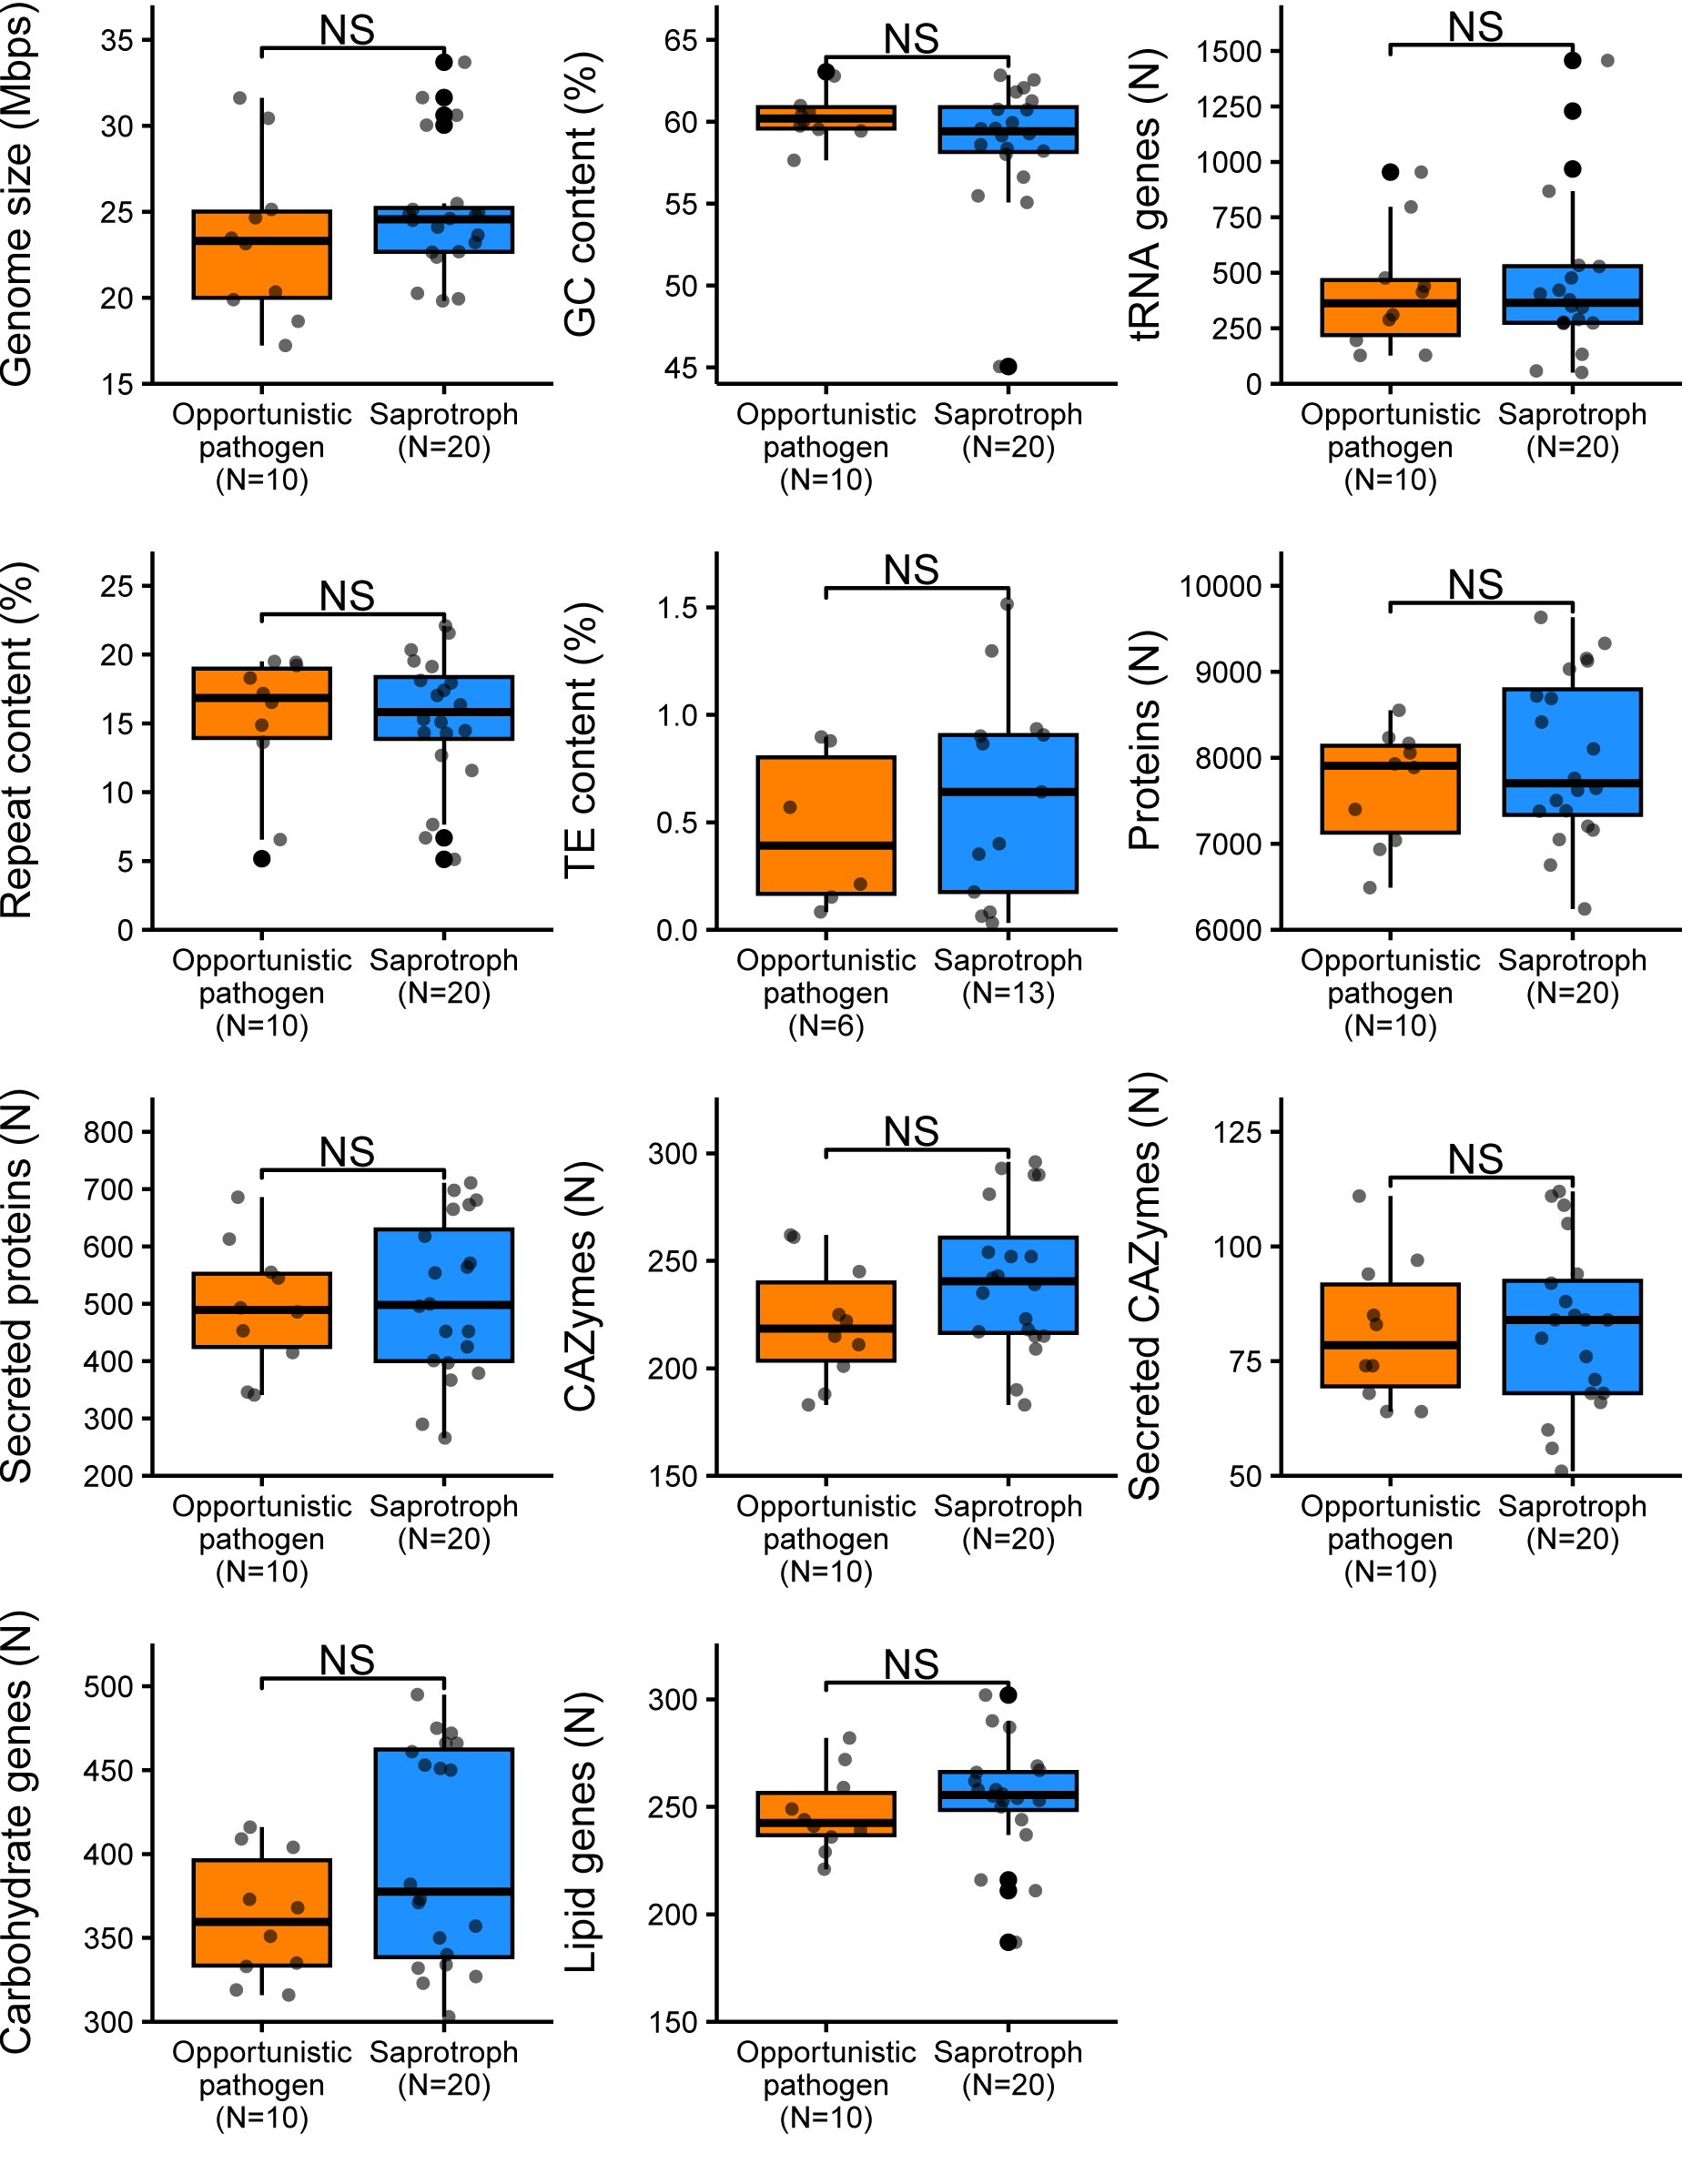 Genome size (Mbps)
35
30
25
20
15
NS
Opportunistic
pathogen
(N=10)
Saprotroph
(N=20)
GC content (%)
65
60
55
50
45
NS
Opportunistic
pathogen
(N=10)
Saprotroph
(N=20)
tRNA genes (N)
1500
1250
1000
750
500
250
0
NS
Opportunistic
pathogen
(N=10)
Saprotroph
(N=20)
Repeat content (%)
25
20
15
10
5
0
NS
Opportunistic
pathogen
(N=10)
Saprotroph
(N=20)
TE content (%)
1.5
1.0
0.5
0.0
NS
Opportunistic
pathogen
(N=6)
Saprotroph
(N=13)
Proteins (N)
10000
9000
8000
7000
6000
NS
Opportunistic
pathogen
(N=10)
Saprotroph
(N=20)
Secreted proteins (N)
800
700
600
500
400
300
200
NS
Opportunistic
pathogen
(N=10)
Saprotroph
(N=20)
CAZymes (N)
300
250
200
150
NS
Opportunistic
pathogen
(N=10)
Saprotroph
(N=20)
Secreted CAZymes (N)
125
100
75
50
NS
Opportunistic
pathogen
(N=10)
Saprotroph
(N=20)
Carbohydrate genes (N)
500
450
400
350
300
NS
Opportunistic
pathogen
(N=10)
Saprotroph
(N=20)
Lipid genes (N)
300
250
200
150
NS
Opportunistic
pathogen
(N=10)
Saprotroph
(N=20)